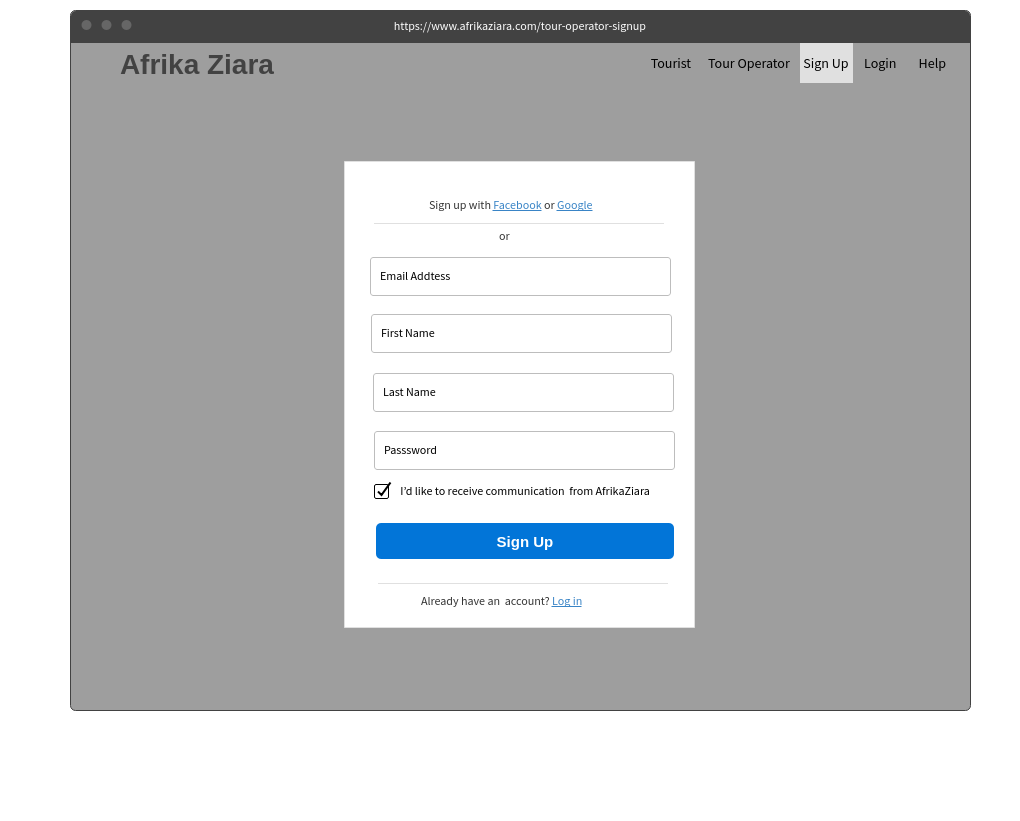 https://www.afrikaziara.com/tour-operator-signup
Afrika Ziara
Tourist Tour Operator Sign Up Login Help
Sign up with Facebook or Google
or
Email Addtess
First Name
Last Name
Passsword
I'd like to receive communication from AfrikaZiara
Sign Up
Already have an account? Log in